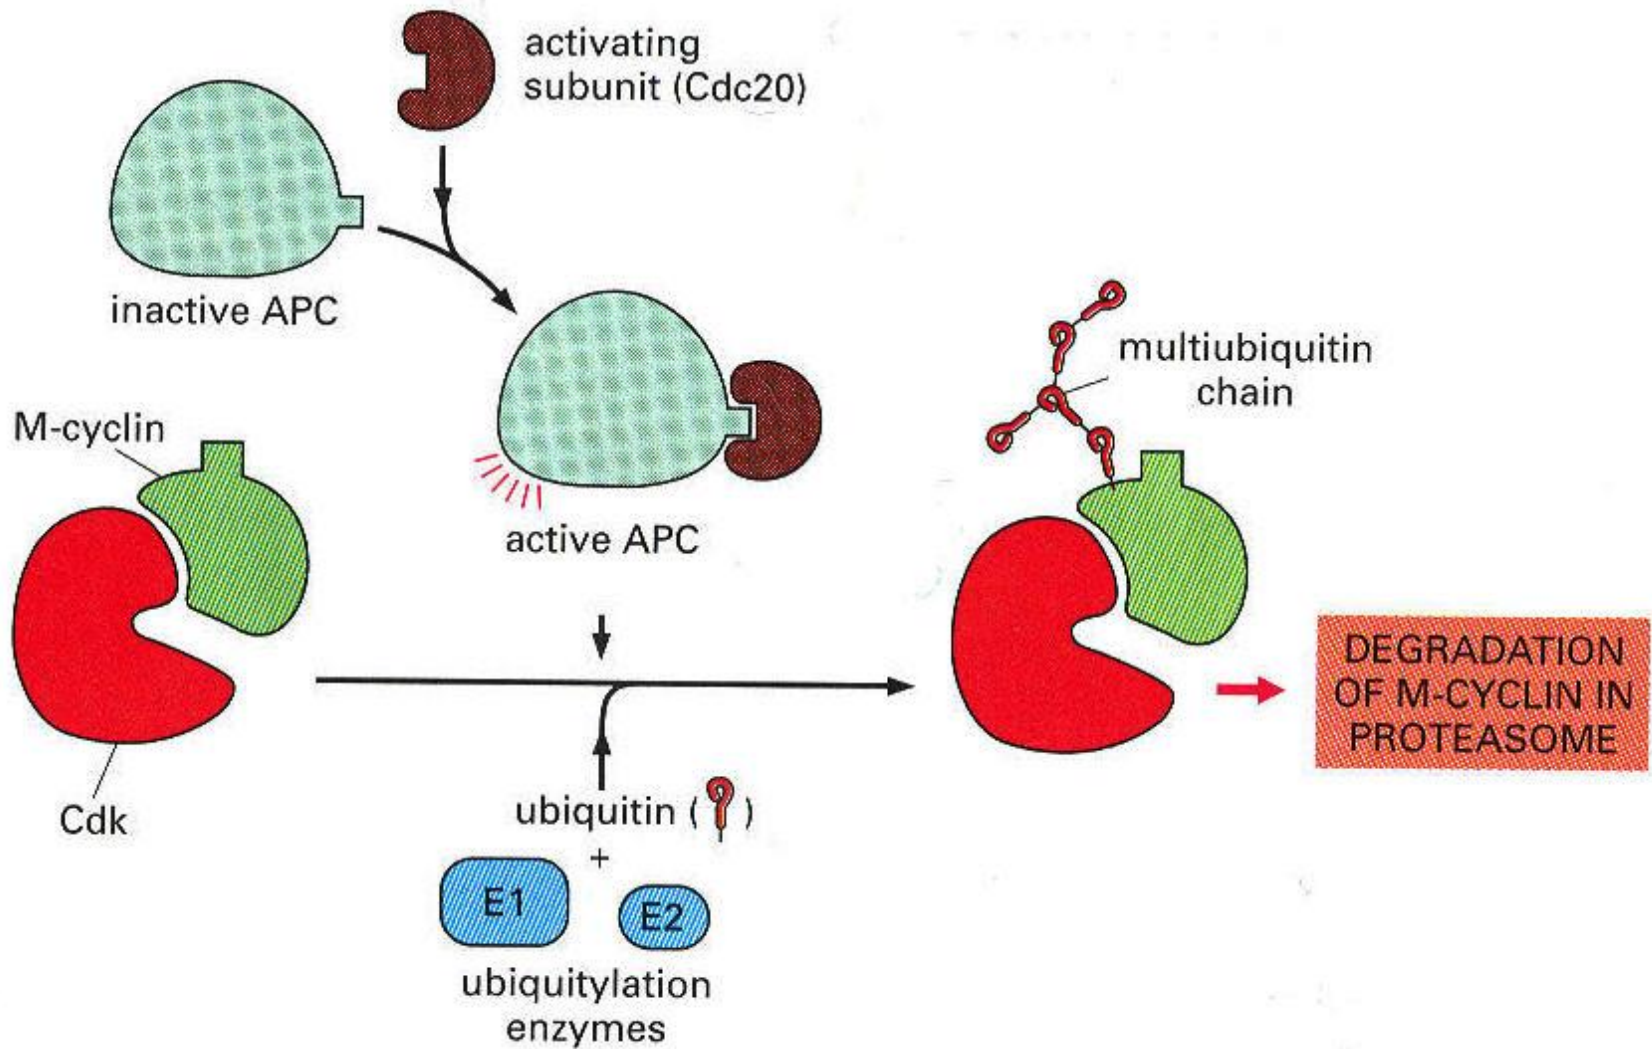 activating
subunit (Cdc20)
inactive APC
multiubiquitin
chain
M-cyclin
active APC
DEGRADATION
OF M-CYCLIN IN
PROTEASOME
Cdk
ubiquitin ( )
+
E1
E2
ubiquitylation
enzymes